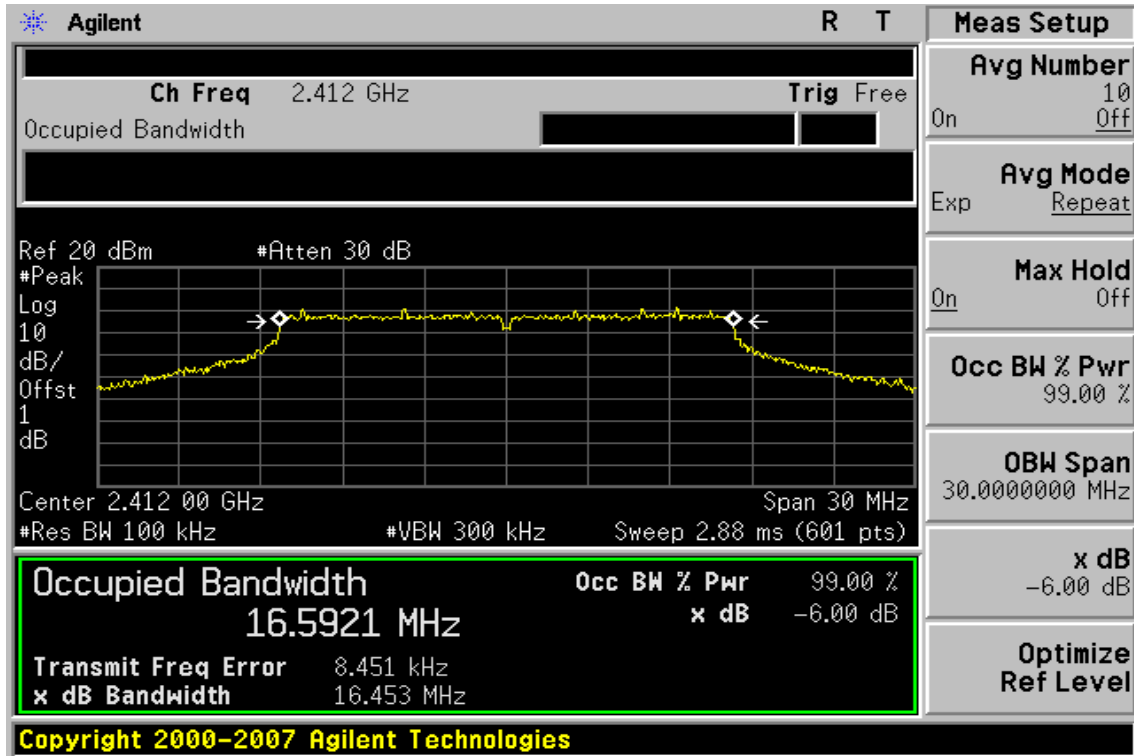 Agilent R T
Ch Freq 2.412 GHz Trig Free
Occupied Bandwidth
Ref 20 dBm #Atten 30 dB
#Peak
Log
10
dB/
Offst
1
dB
Center 2.412 00 GHz Span 30 MHz
#Res BW 100 kHz #VBW 300 kHz Sweep 2.88 ms (601 pts)
Occupied Bandwidth Occ BW % Pwr 99.00 %
16.5921 MHz x dB -6.00 dB
Transmit Freq Error 8.451 kHz
x dB Bandwidth 16.453 MHz
Copyright 2000-2007 Agilent Technologies
Meas Setup
Avg Number
10
On Off
Avg Mode
Exp Repeat
Max Hold
On Off
Occ BW % Pwr
99.00 %
OBW Span
30.0000000 MHz
x dB
-6.00 dB
Optimize
Ref Level